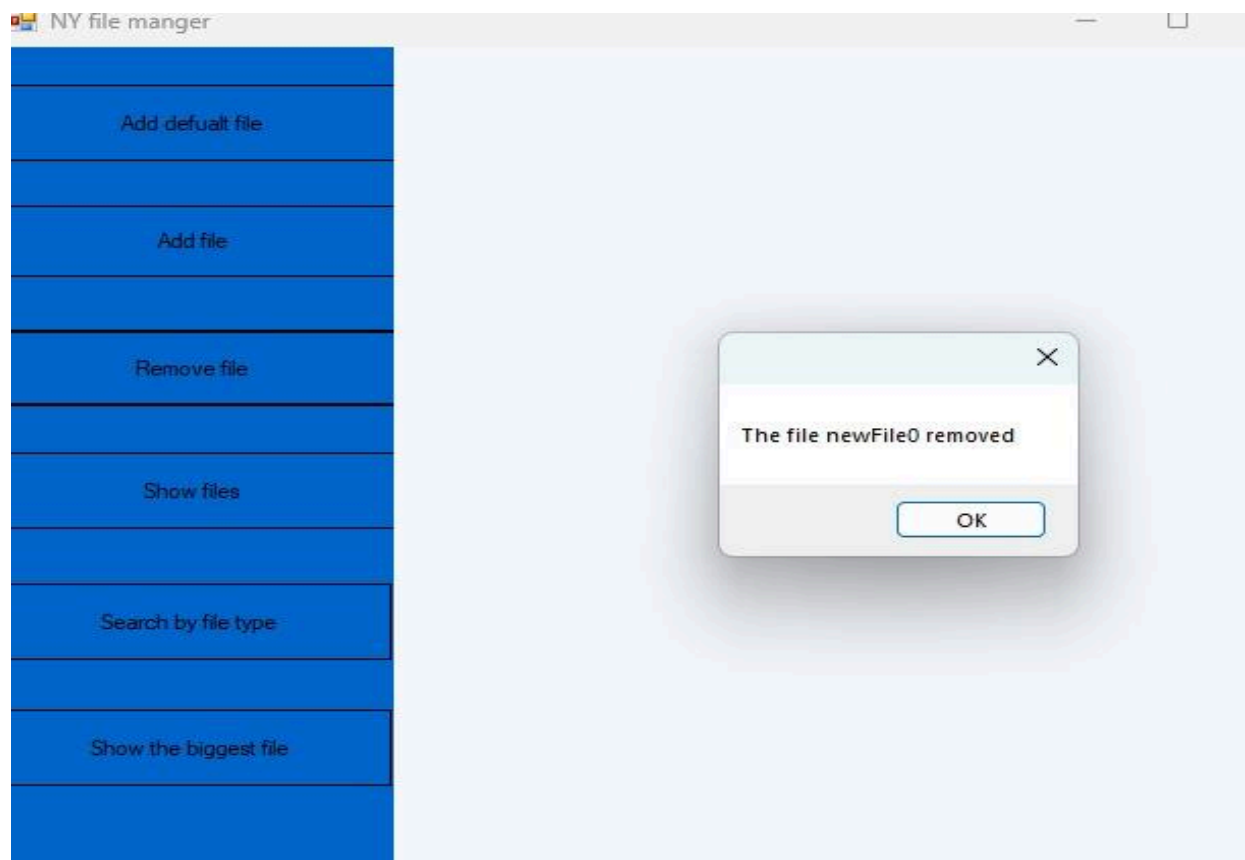 NY file manger
Add defualt file
Add file
Remove file
Show files
Search by file type
Show the biggest file
The file newFile0 removed
OK